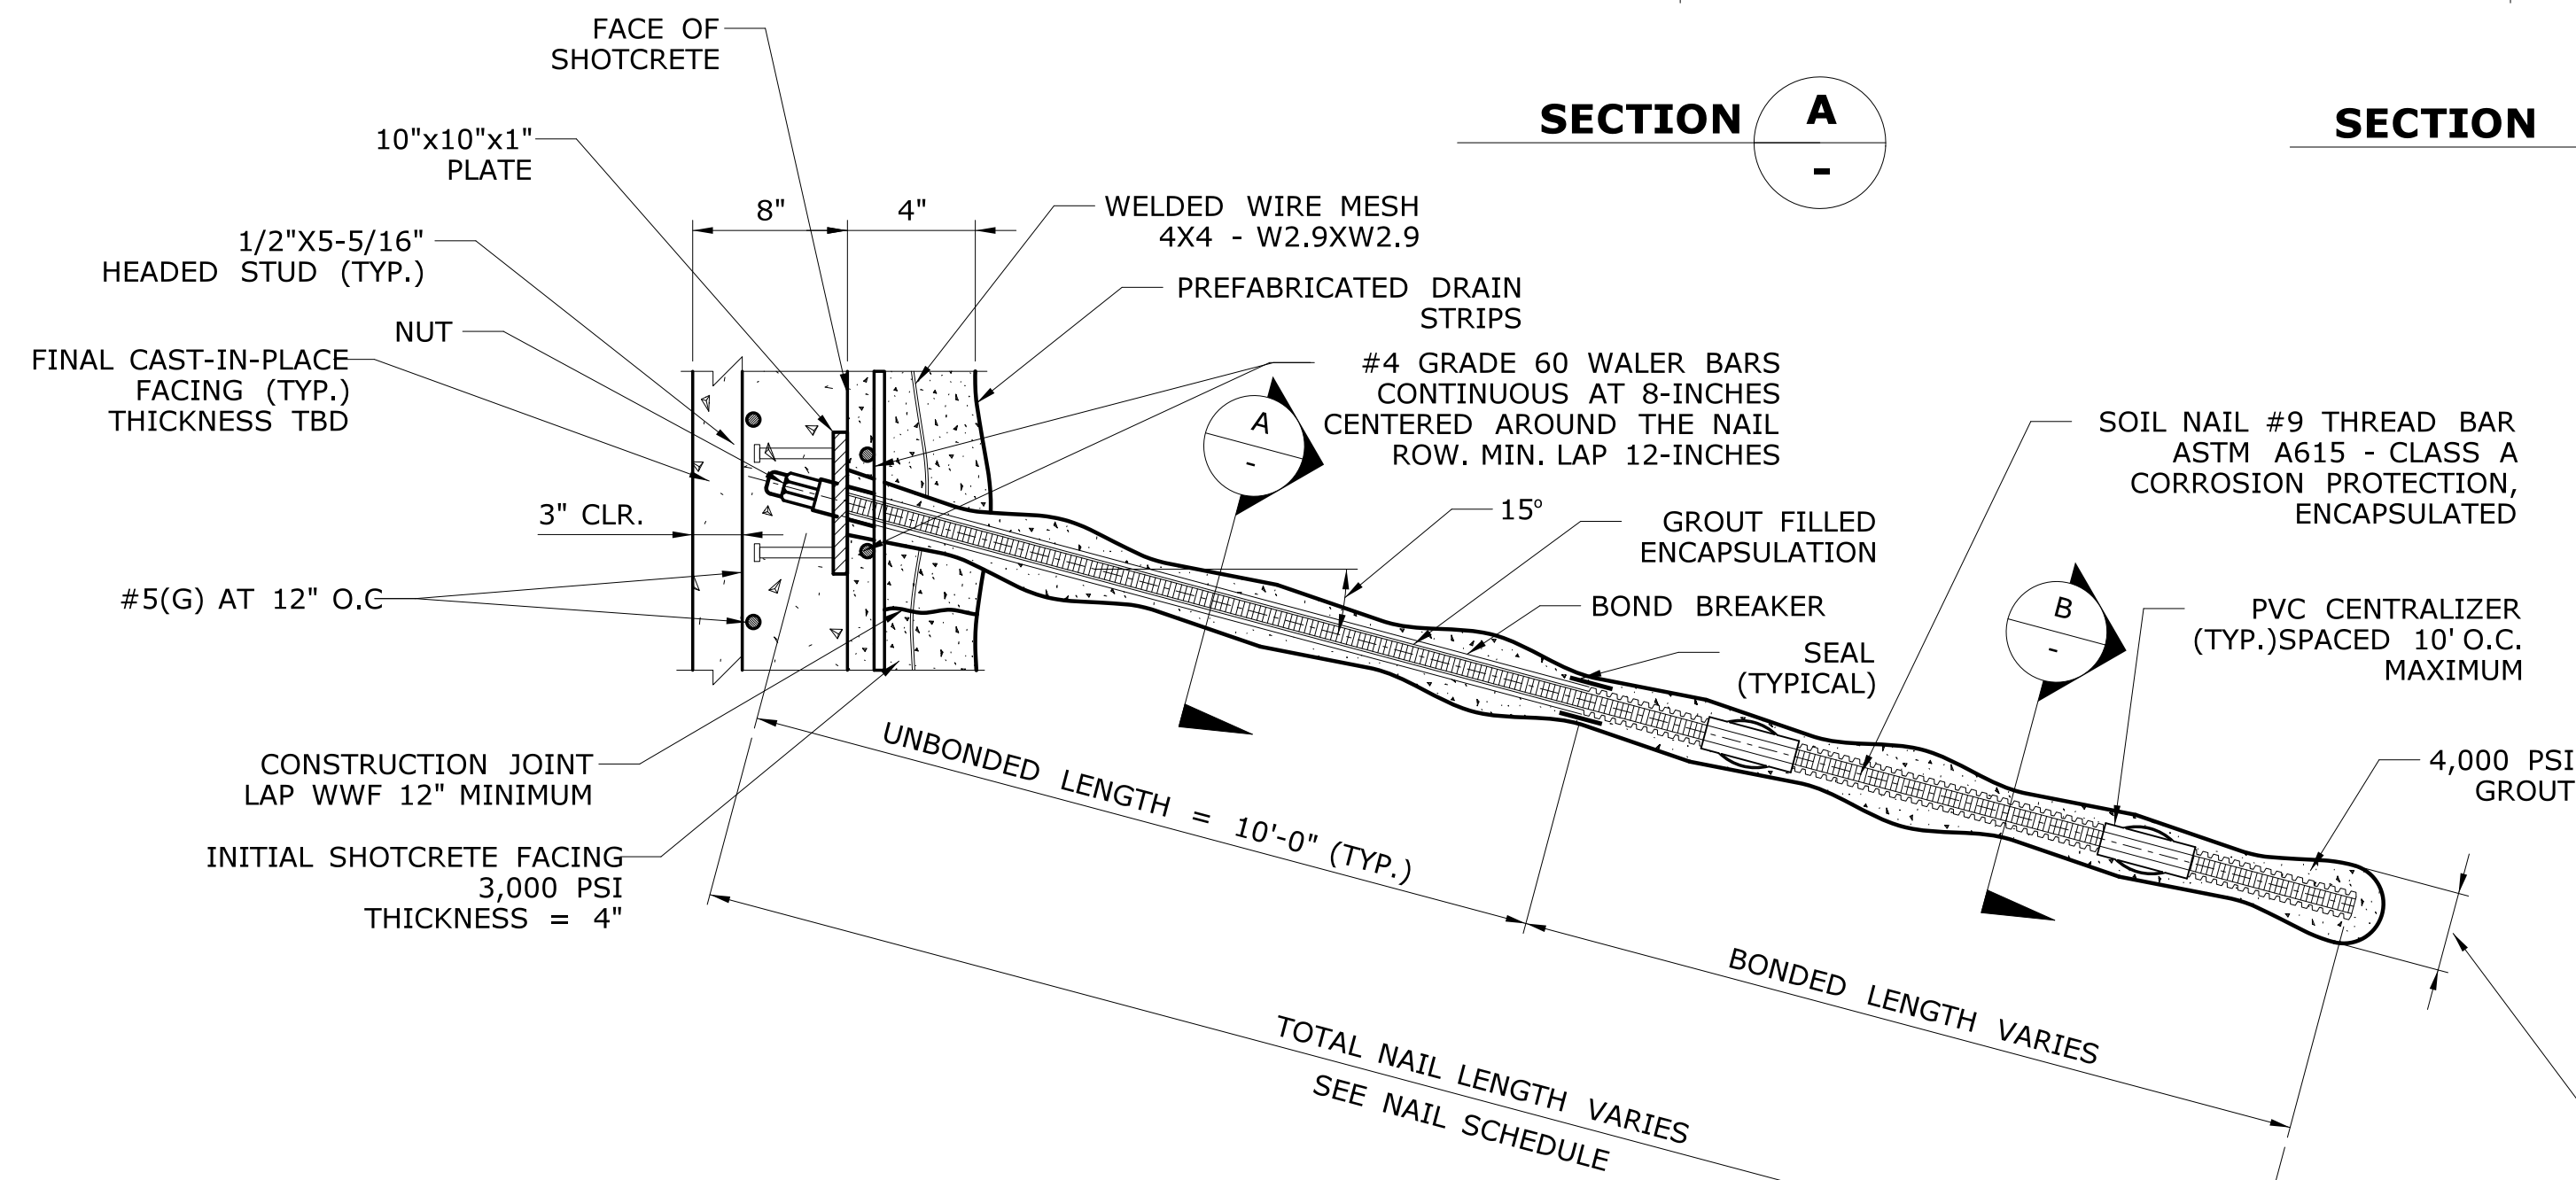 FACE OF
SHOTCRETE
SECTION
A
-
SECTION
10"x10"x1"
PLATE
8"
4"
WELDED WIRE MESH
4X4 - W2.9XW2.9
1/2"X5-5/16"
HEADED STUD (TYP.)
PREFABRICATED DRAIN
STRIPS
NUT
FINAL CAST-IN-PLACE
FACING (TYP.)
THICKNESS TBD
#4 GRADE 60 WALER BARS
CONTINUOUS AT 8-INCHES
CENTERED AROUND THE NAIL
ROW. MIN. LAP 12-INCHES
A
-
SOIL NAIL #9 THREAD BAR
ASTM A615 - CLASS A
CORROSION PROTECTION,
ENCAPSULATED
3" CLR.
15°
GROUT FILLED
ENCAPSULATION
#5(G) AT 12" O.C
BOND BREAKER
B
-
PVC CENTRALIZER
(TYP.)SPACED 10' O.C.
MAXIMUM
SEAL
(TYPICAL)
CONSTRUCTION JOINT
LAP WWF 12" MINIMUM
UNBONDED LENGTH = 10'-0" (TYP.)
4,000 PSI
GROUT
INITIAL SHOTCRETE FACING
3,000 PSI
THICKNESS = 4"
BONDED LENGTH VARIES
TOTAL NAIL LENGTH VARIES
SEE NAIL SCHEDULE